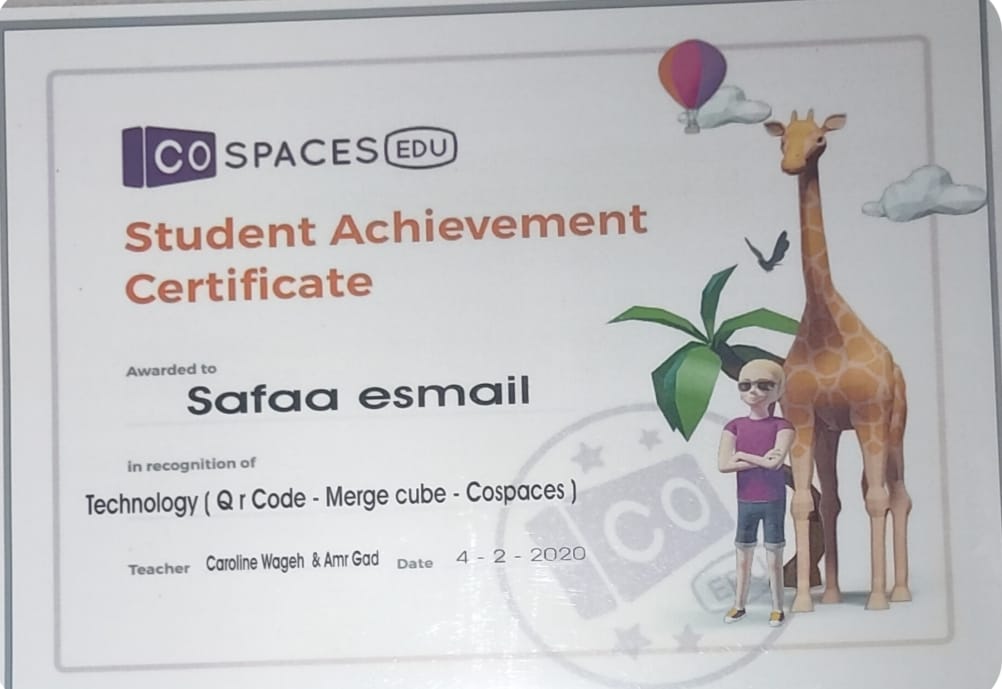 CO SPACES EDU
Student Achievement
Certificate
Awarded to
Safaa esmail
in recognition of
Technology ( Q r Code - Merge cube - Cospaces )
Teacher Caroline Wageh & Amr Gad Date 4 - 2 - 2020
CO
EDU